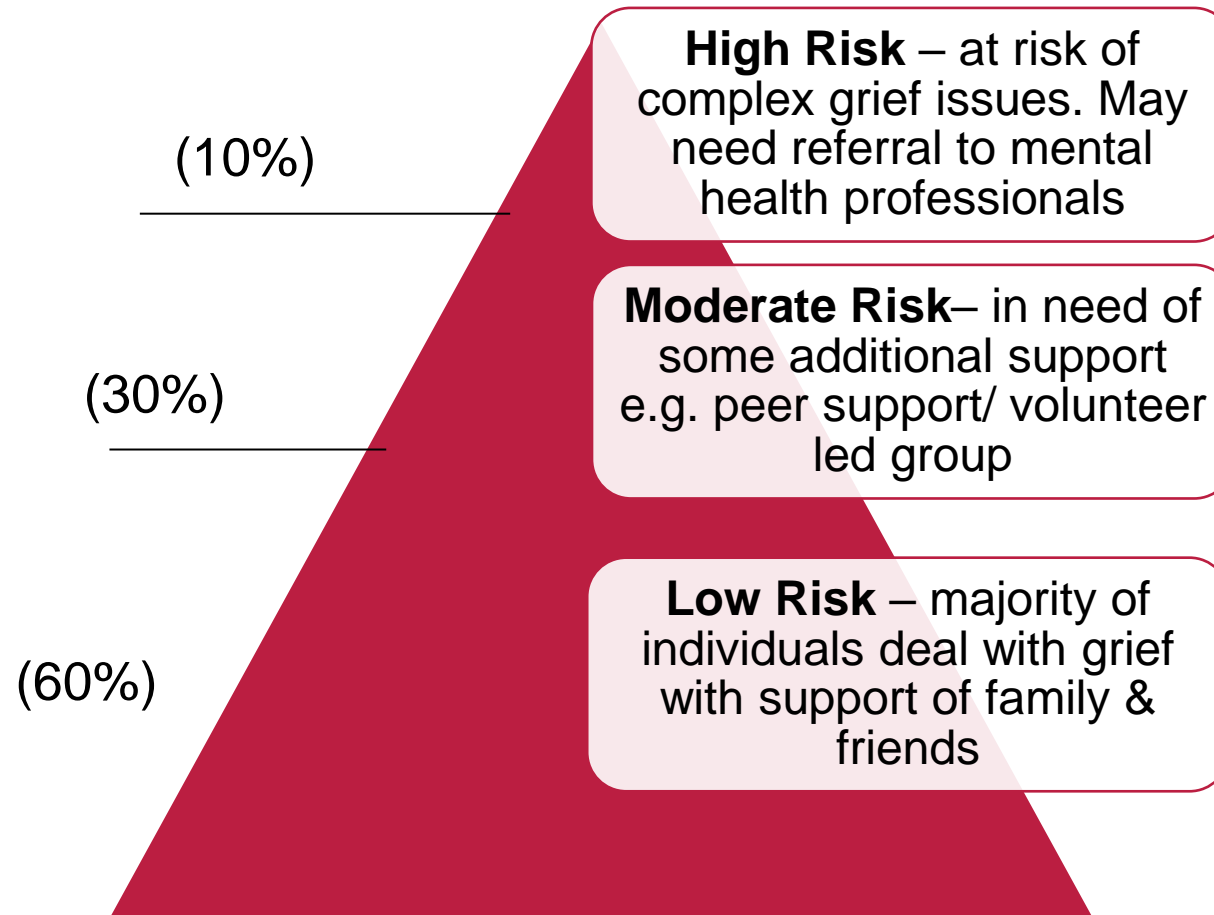 High Risk – at risk of
complex grief issues. May
need referral to mental
health professionals
(10%)
Moderate Risk– in need of
some additional support
e.g. peer support/ volunteer
led group
(30%)
Low Risk – majority of
individuals deal with grief
with support of family &
friends
(60%)